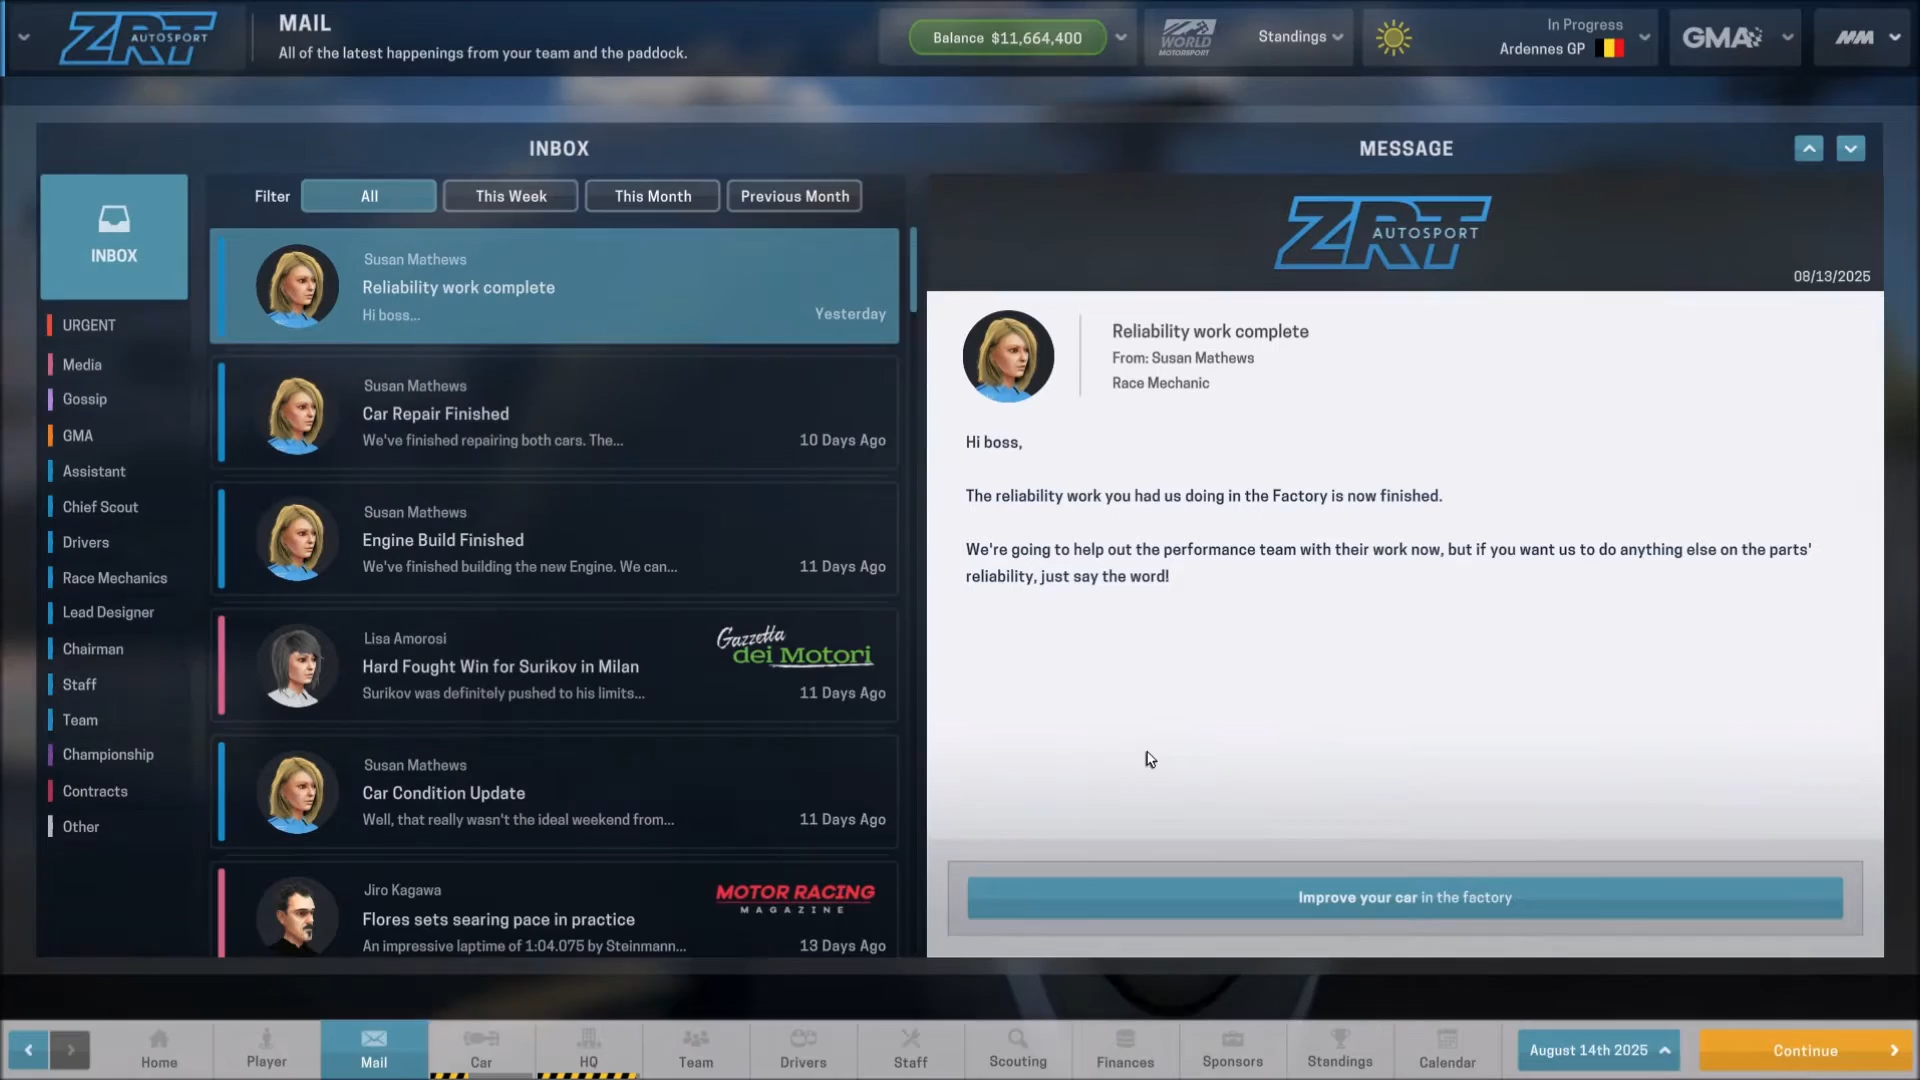 ZRT
AUTOSPORT
MAIL
All of the latest happenings from your team and the paddock.
Balance $11,664,400
WORLD
MOTORSPORT
Standings
In Progress
Ardennes GP
GMA
MM
INBOX
MESSAGE
INBOX
Filter
All
This Week
This Month
Previous Month
URGENT
Media
Gossip
GMA
Assistant
Chief Scout
Drivers
Race Mechanics
Lead Designer
Chairman
Staff
Team
Championship
Contracts
Other
Susan Mathews
Reliability work complete
Hi boss...
Yesterday
Susan Mathews
Car Repair Finished
We've finished repairing both cars. The...
10 Days Ago
Susan Mathews
Engine Build Finished
We've finished building the new Engine. We can...
11 Days Ago
Lisa Amorosi
Gazzetta
dei Motori
Hard Fought Win for Surikov in Milan
Surikov was definitely pushed to his limits...
11 Days Ago
Susan Mathews
Car Condition Update
Well, that really wasn't the ideal weekend from...
11 Days Ago
Jiro Kagawa
MOTOR RACING
MAGAZINE
Flores sets searing pace in practice
An impressive laptime of 1:04.075 by Steinmann...
13 Days Ago
ZRT
AUTOSPORT
08/13/2025
Reliability work complete
From: Susan Mathews
Race Mechanic
Hi boss,
The reliability work you had us doing in the Factory is now finished.
We're going to help out the performance team with their work now, but if you want us to do anything else on the parts'
reliability, just say the word!
Improve your car in the factory
Home
Player
Mail
Car
HQ
Team
Drivers
Staff
Scouting
Finances
Sponsors
Standings
Calendar
August 14th 2025
Continue